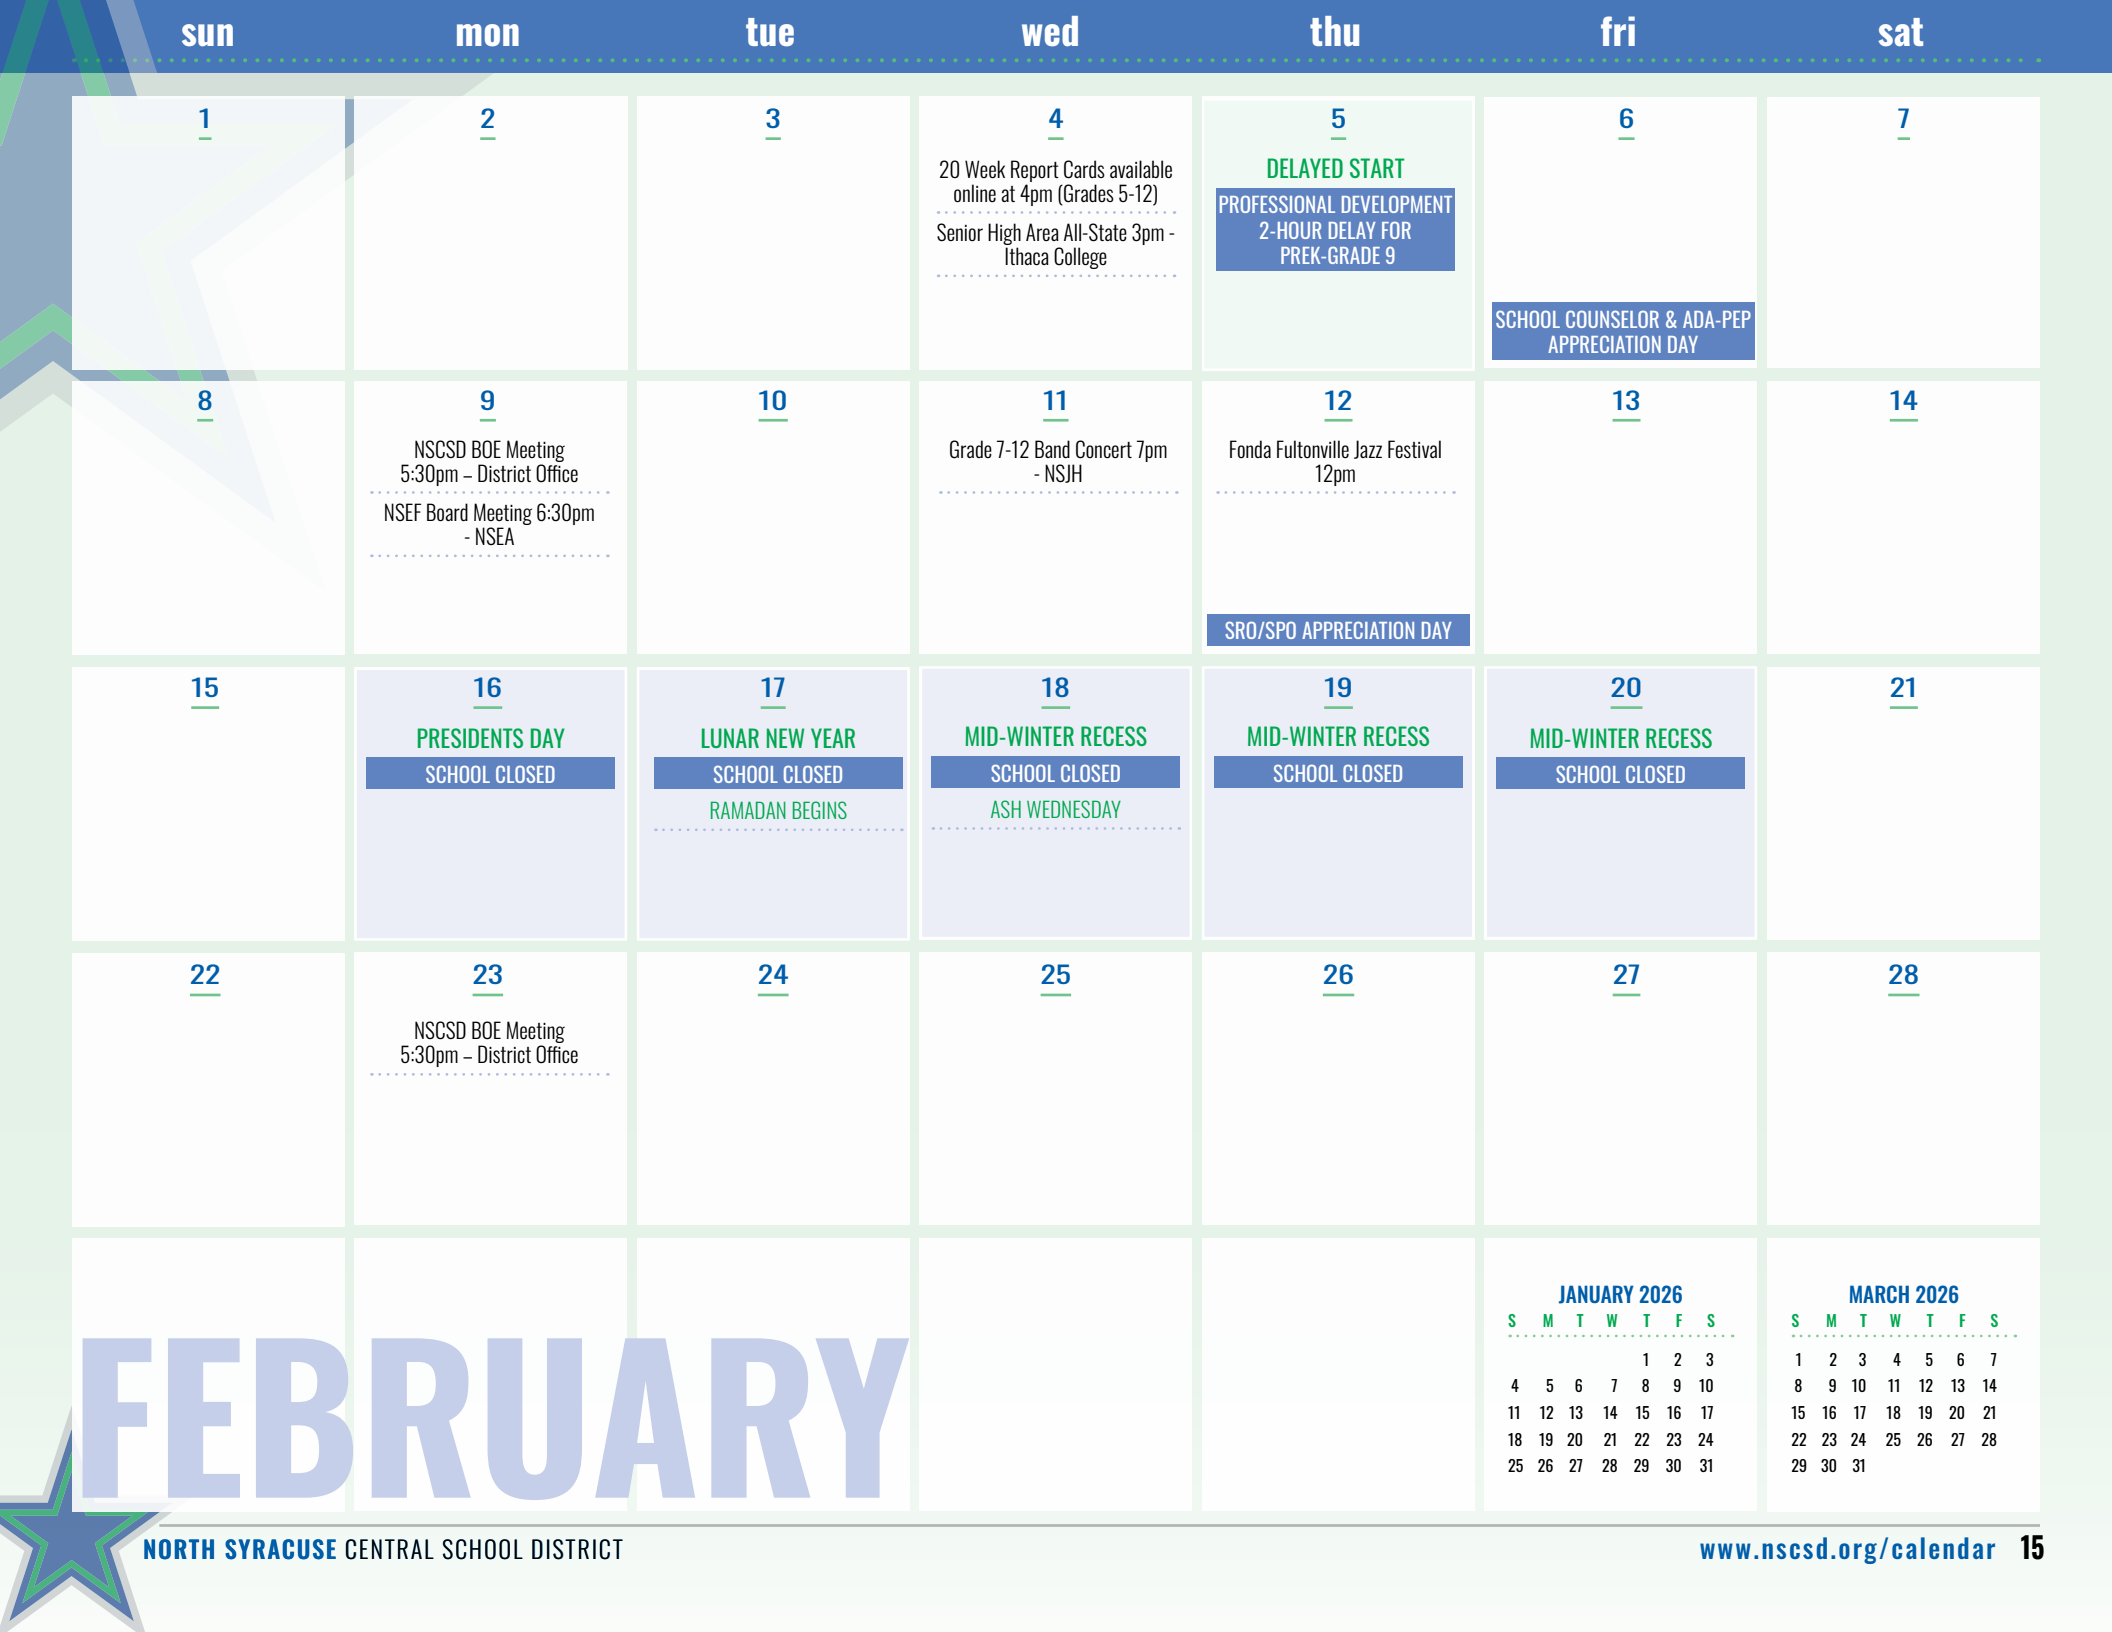 sun mon tue wed thu fri sat
1 2 3 4 5 6 7
20 Week Report Cards available
online at 4pm (Grades 5-12)
Senior High Area All-State 3pm -
Ithaca College
DELAYED START
PROFESSIONAL DEVELOPMENT
2-HOUR DELAY FOR
PREK-GRADE 9
SCHOOL COUNSELOR & ADA-PEP
APPRECIATION DAY
8 9 10 11 12 13 14
NSCSD BOE Meeting
5:30pm – District Office
NSEF Board Meeting 6:30pm
- NSEA
Grade 7-12 Band Concert 7pm
- NSJH
Fonda Fultonville Jazz Festival
12pm
SRO/SPO APPRECIATION DAY
15 16 17 18 19 20 21
PRESIDENTS DAY
SCHOOL CLOSED
LUNAR NEW YEAR
SCHOOL CLOSED
RAMADAN BEGINS
MID-WINTER RECESS
SCHOOL CLOSED
ASH WEDNESDAY
MID-WINTER RECESS
SCHOOL CLOSED
MID-WINTER RECESS
SCHOOL CLOSED
22 23 24 25 26 27 28
NSCSD BOE Meeting
5:30pm – District Office
FEBRUARY
JANUARY 2026
S M T W T F S
1 2 3
4 5 6 7 8 9 10
11 12 13 14 15 16 17
18 19 20 21 22 23 24
25 26 27 28 29 30 31
MARCH 2026
S M T W T F S
1 2 3 4 5 6 7
8 9 10 11 12 13 14
15 16 17 18 19 20 21
22 23 24 25 26 27 28
29 30 31
NORTH SYRACUSE CENTRAL SCHOOL DISTRICT
www.nscsd.org/calendar 15